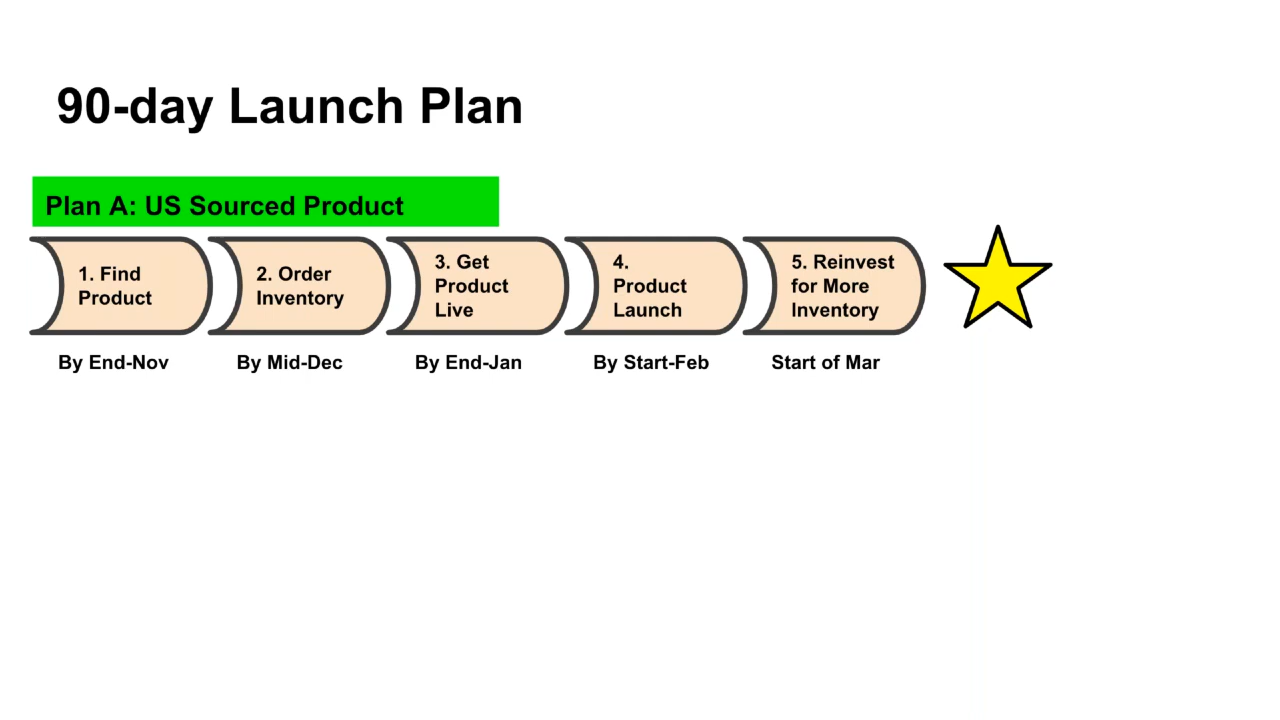 90-day Launch Plan
Plan A: US Sourced Product
1. Find
Product
2. Order
Inventory
3. Get
Product
Live
4.
Product
Launch
5. Reinvest
for More
Inventory
By End-Nov
By Mid-Dec
By End-Jan
By Start-Feb
Start of Mar